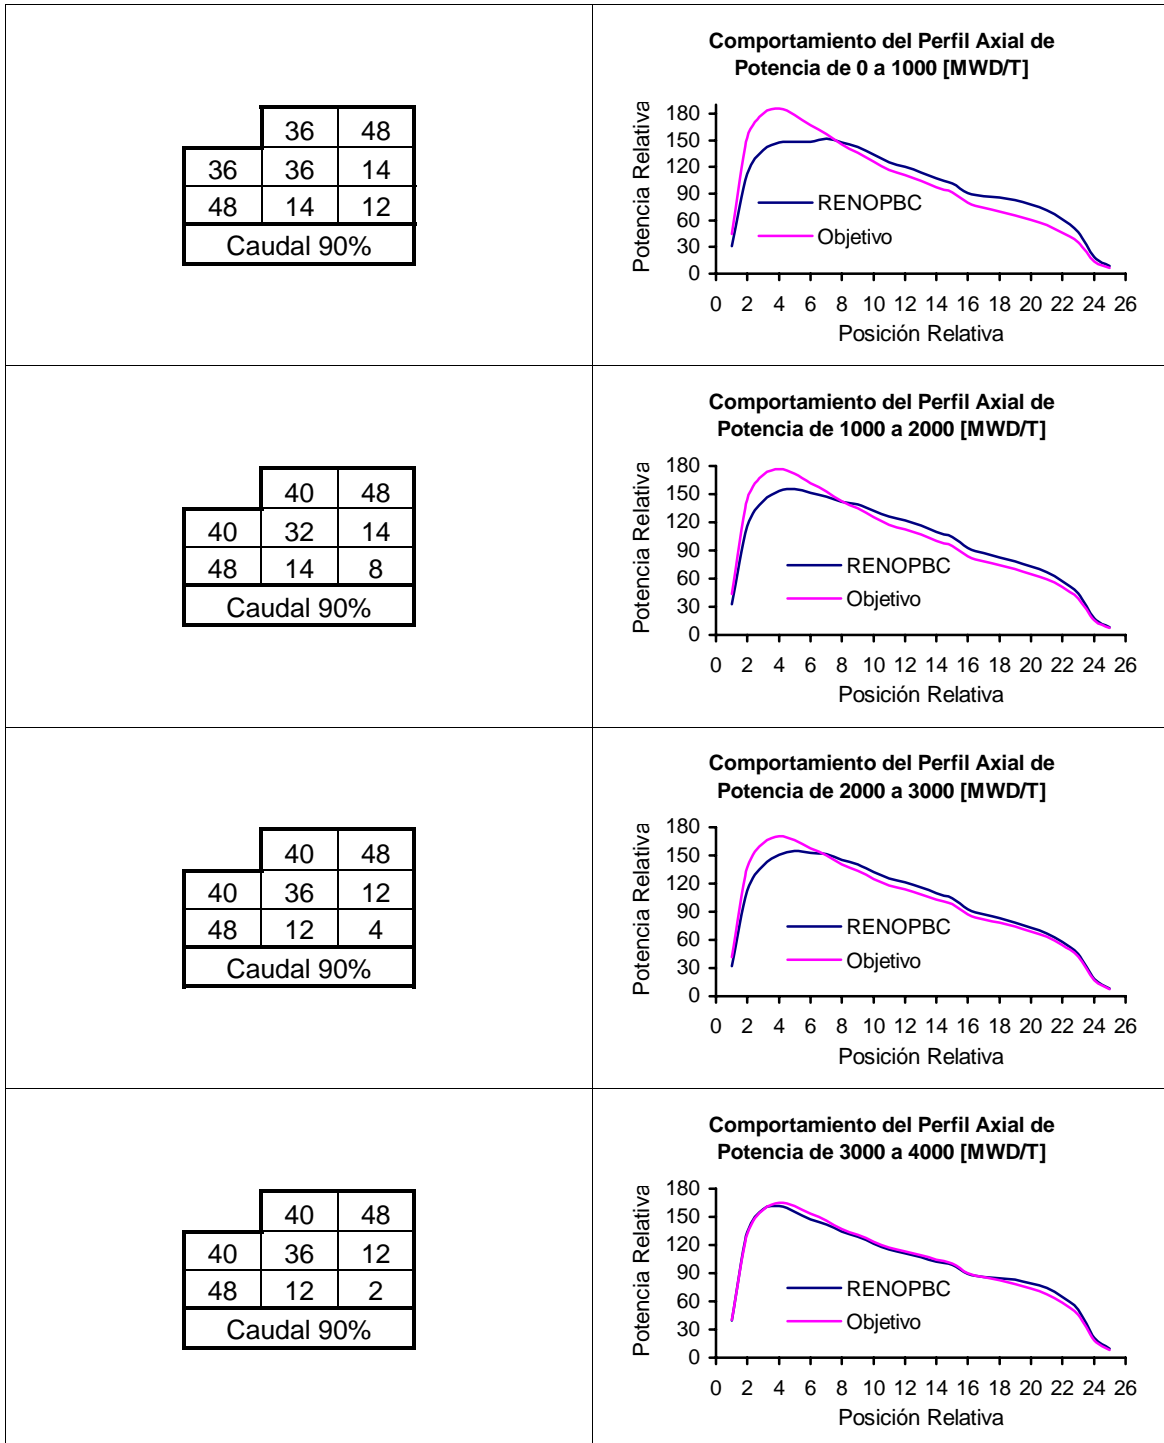 36 48
36 36 14
48 14 12
Caudal 90%
Comportamiento del Perfil Axial de
Potencia de 0 a 1000 [MWD/T]
Potencia Relativa
180
150
120
90
60
30
0
RENOPBC
Objetivo
0 2 4 6 8 10 12 14 16 18 20 22 24 26
Posición Relativa
40 48
40 32 14
48 14 8
Caudal 90%
Comportamiento del Perfil Axial de
Potencia de 1000 a 2000 [MWD/T]
Potencia Relativa
180
150
120
90
60
30
0
RENOPBC
Objetivo
0 2 4 6 8 10 12 14 16 18 20 22 24 26
Posición Relativa
40 48
40 36 12
48 12 4
Caudal 90%
Comportamiento del Perfil Axial de
Potencia de 2000 a 3000 [MWD/T]
Potencia Relativa
180
150
120
90
60
30
0
RENOPBC
Objetivo
0 2 4 6 8 10 12 14 16 18 20 22 24 26
Posición Relativa
40 48
40 36 12
48 12 2
Caudal 90%
Comportamiento del Perfil Axial de
Potencia de 3000 a 4000 [MWD/T]
Potencia Relativa
180
150
120
90
60
30
0
RENOPBC
Objetivo
0 2 4 6 8 10 12 14 16 18 20 22 24 26
Posición Relativa